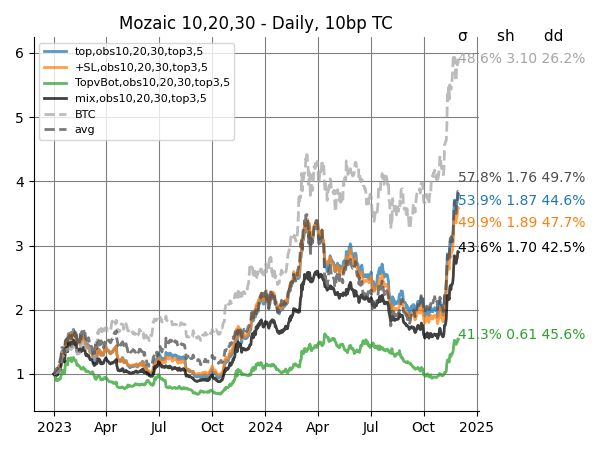 Mozaic 10,20,30 - Daily, 10bp TC
σ sh dd
top,obs10,20,30,top3,5
+SL,obs10,20,30,top3,5
TopvBot,obs10,20,30,top3,5
mix,obs10,20,30,top3,5
BTC
avg
48.6% 3.10 26.2%
57.8% 1.76 49.7%
53.9% 1.87 44.6%
49.9% 1.89 47.7%
43.6% 1.70 42.5%
41.3% 0.61 45.6%
6
5
4
3
2
1
2023 Apr Jul Oct 2024 Apr Jul Oct 2025